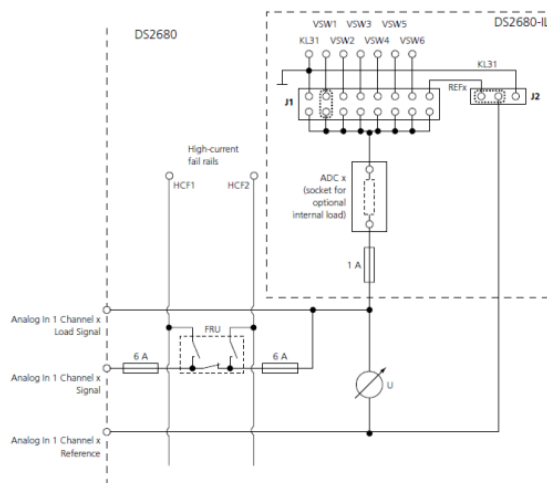 DS2680
DS2680-IL
VSW1 VSW3 VSW5
KL31 VSW2 VSW4 VSW6
KL31
REFx
J1
J2
High-current
fail rails
HCF1
HCF2
ADC x
(socket for
optional
internal load)
1 A
Analog In 1 Channel x
Load Signal
FRU
6 A
6 A
Analog In 1 Channel x
Signal
U
Analog In 1 Channel x
Reference